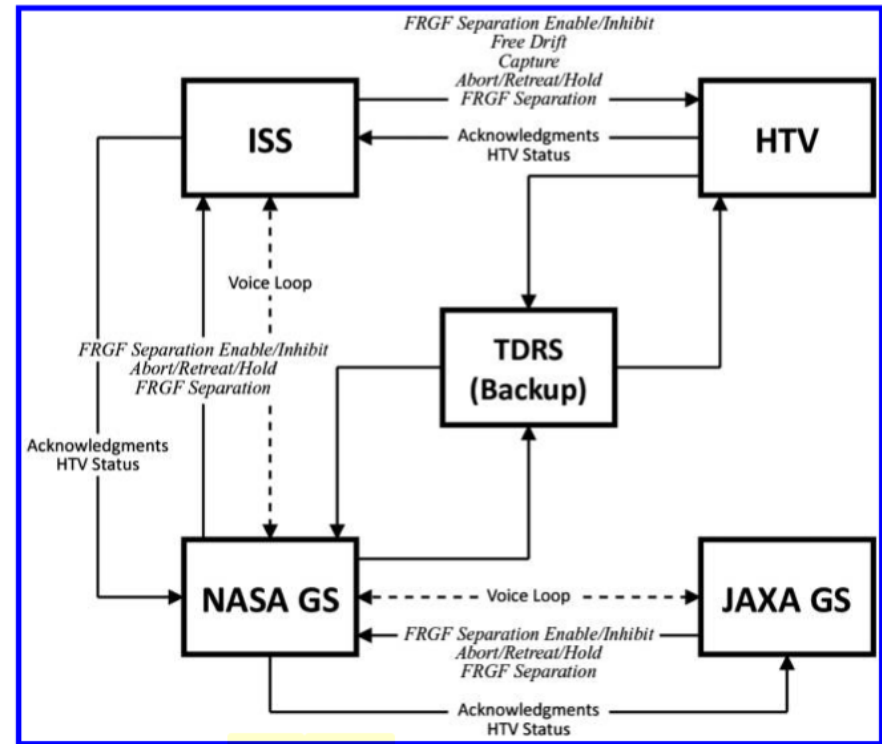 FRGF Separation Enable/Inhibit
Free Drift
Capture
Abort/Retreat/Hold
FRGF Separation
ISS
HTV
Acknowledgments
HTV Status
Voice Loop
FRGF Separation Enable/Inhibit
Abort/Retreat/Hold
FRGF Separation
TDRS
(Backup)
Acknowledgments
HTV Status
NASA GS
Voice Loop
JAXA GS
FRGF Separation Enable/Inhibit
Abort/Retreat/Hold
FRGF Separation
Acknowledgments
HTV Status